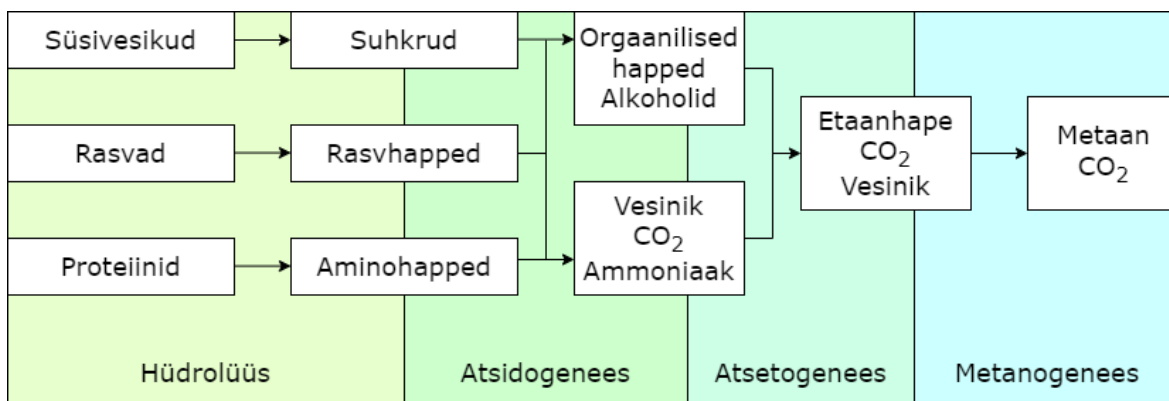 Süsivesikud
Suhkrud
Orgaanilised
happed
Alkoholid
Rasvad
Rasvhapped
Etaanhape
CO₂
Vesinik
Metaan
CO₂
Proteiinid
Aminohapped
Vesinik
CO₂
Ammoniaak
Hüdrolüüs
Atsidogenees
Atsetogenees
Metanogenees